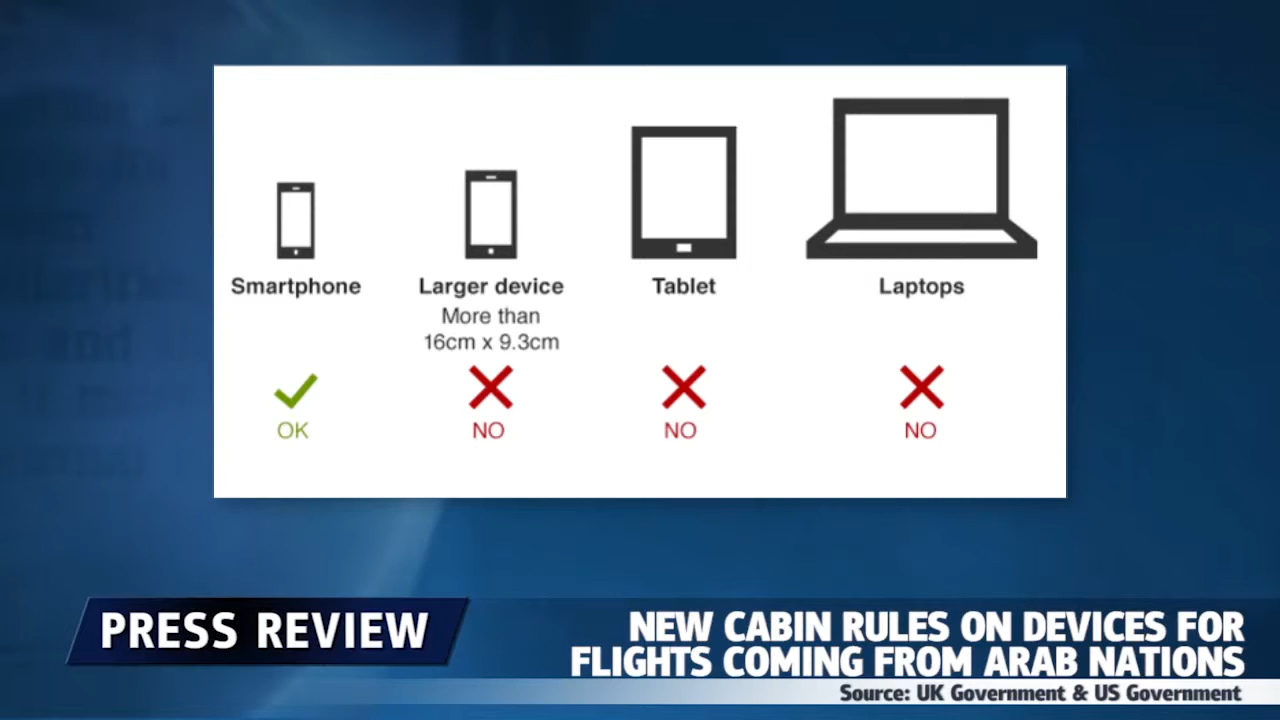 Smartphone
Larger device
More than
16cm x 9.3cm
Tablet
Laptops
OK
NO
NO
NO
PRESS REVIEW
NEW CABIN RULES ON DEVICES FOR
FLIGHTS COMING FROM ARAB NATIONS
Source: UK Government & US Government